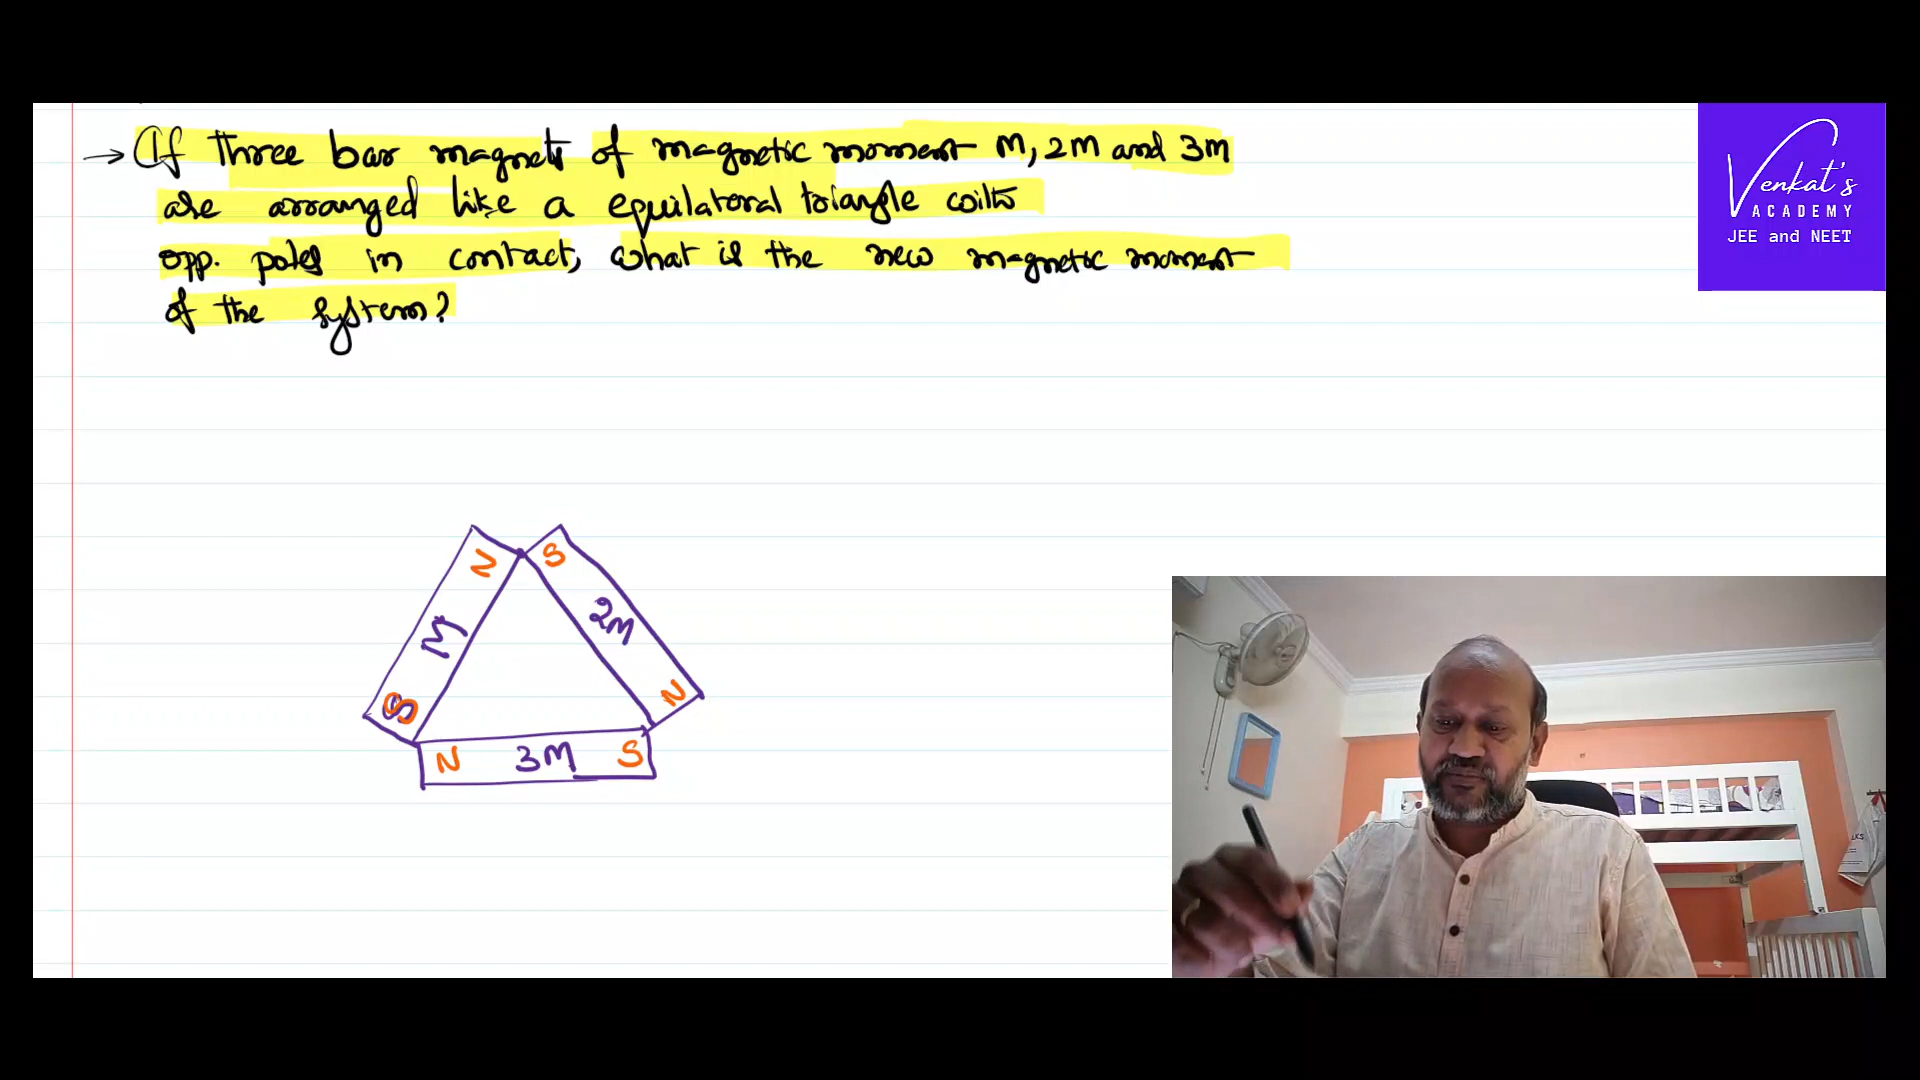 → If three bar magnets of magnetic moment M, 2M and 3M
are arranged like a equilateral triangle with
opp. poles in contact, what is the new magnetic moment
of the system?
Venkat's
ACADEMY
JEE and NEET
N S
M 2M
S N
N 3M S